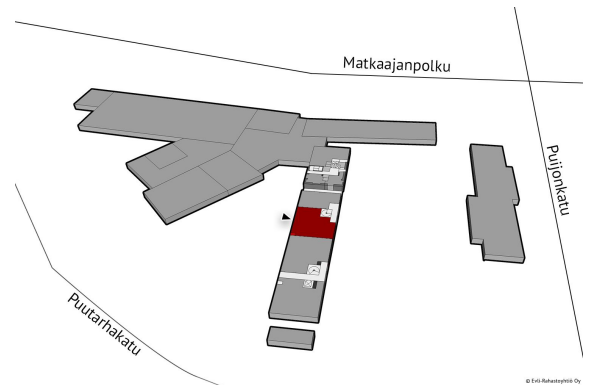 Matkaajanpolku
Puijonkatu
Puutarhakatu
© Evli-Rahastoyhtiö Oy